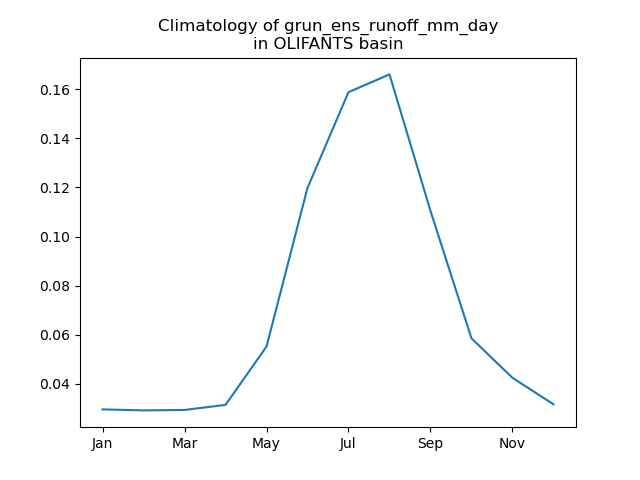 Climatology of grun_ens_runoff_mm_day
in OLIFANTS basin
0.16
0.14
0.12
0.10
0.08
0.06
0.04
Jan Mar May Jul Sep Nov